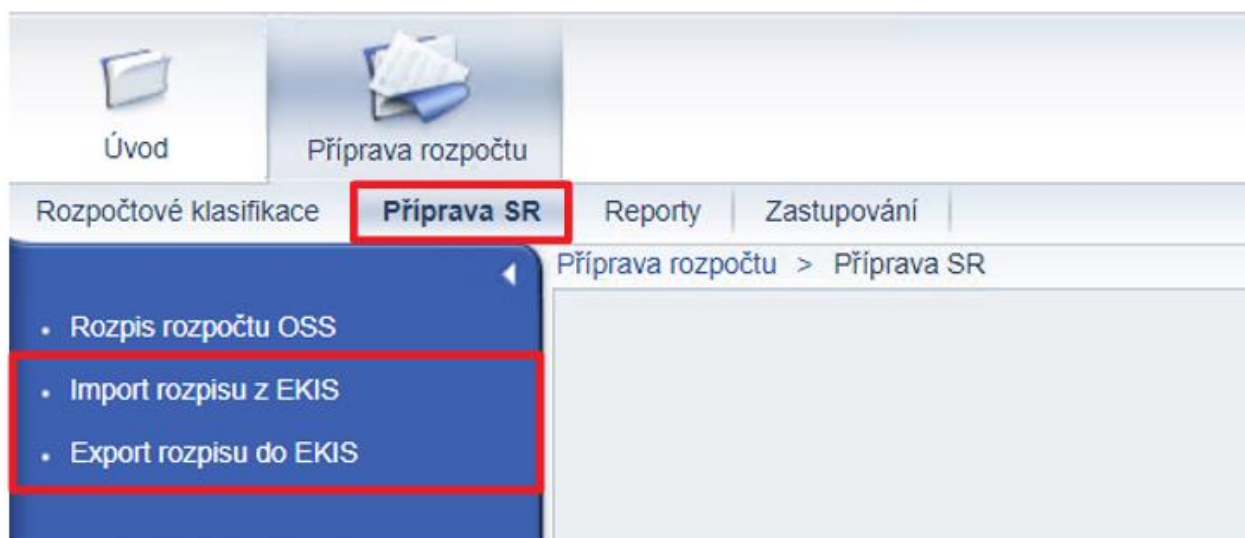 Úvod
Příprava rozpočtu
Rozpočtové klasifikace Příprava SR Reporty Zastupování
Příprava rozpočtu > Příprava SR
• Rozpis rozpočtu OSS
• Import rozpisu z EKIS
• Export rozpisu do EKIS